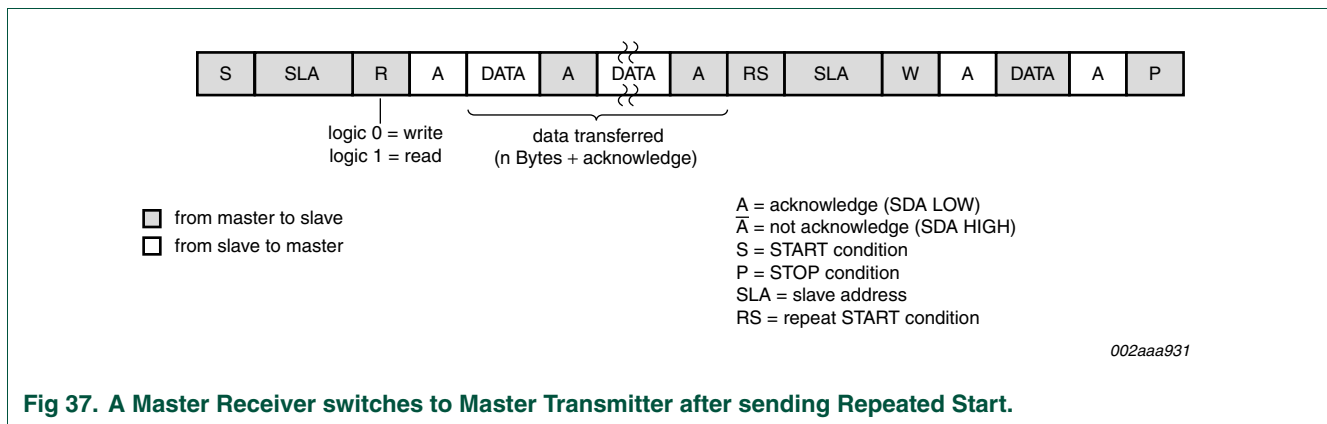 S SLA R A DATA A DATA A RS SLA W A DATA A P
logic 0 = write
logic 1 = read
data transferred
(n Bytes + acknowledge)
from master to slave
from slave to master
A = acknowledge (SDA LOW)
A̅ = not acknowledge (SDA HIGH)
S = START condition
P = STOP condition
SLA = slave address
RS = repeat START condition
002aaa931
Fig 37. A Master Receiver switches to Master Transmitter after sending Repeated Start.